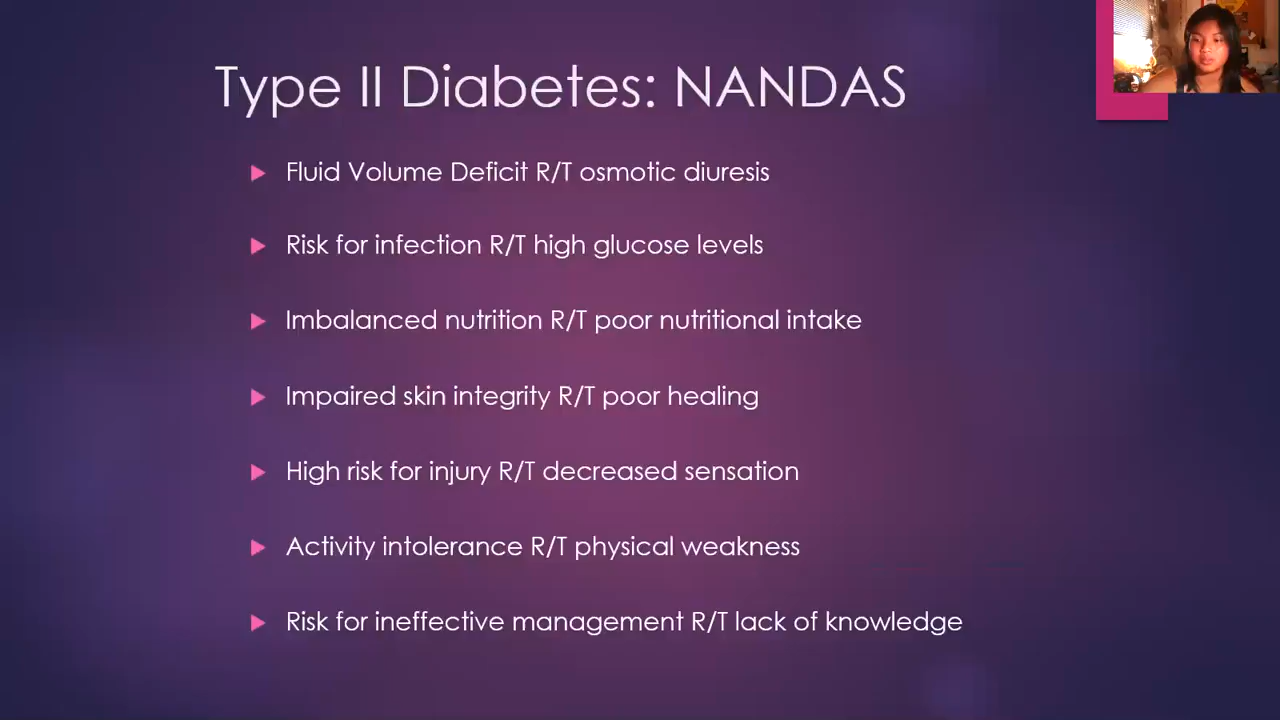 Type II Diabetes: NANDAS
Fluid Volume Deficit R/T osmotic diuresis
Risk for infection R/T high glucose levels
Imbalanced nutrition R/T poor nutritional intake
Impaired skin integrity R/T poor healing
High risk for injury R/T decreased sensation
Activity intolerance R/T physical weakness
Risk for ineffective management R/T lack of knowledge